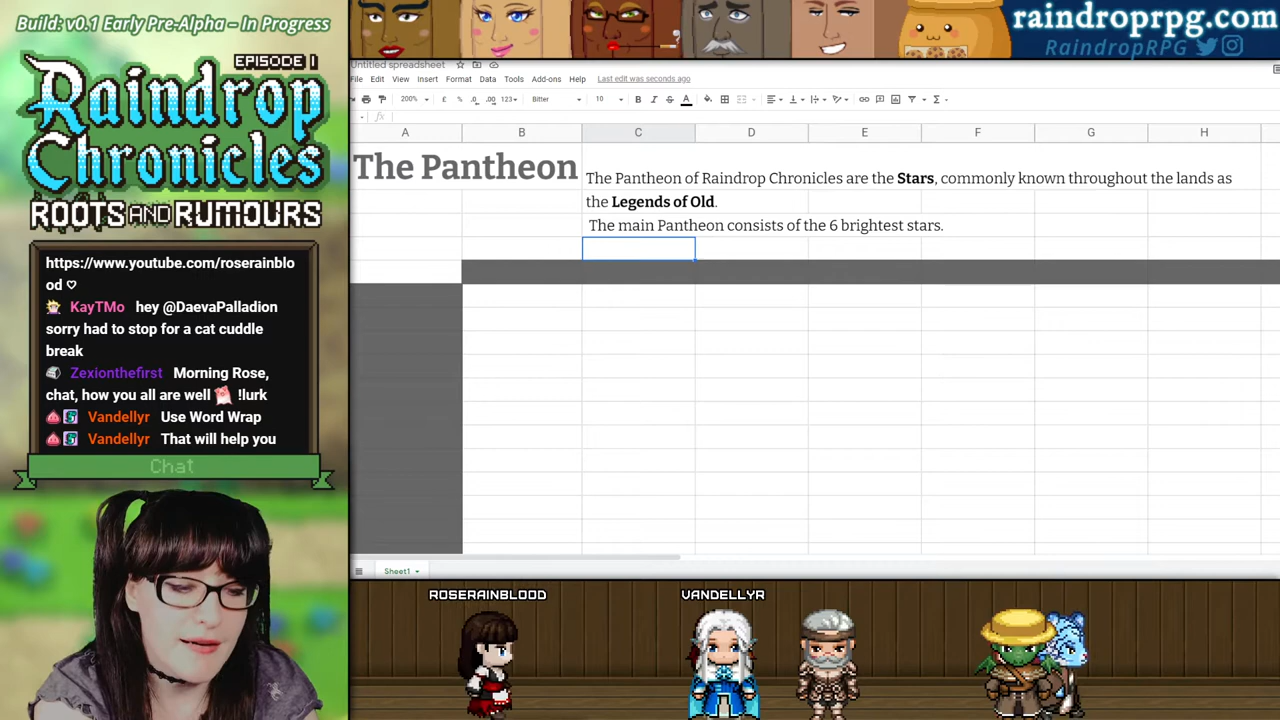 Build: v0.1 Early Pre-Alpha – In Progress
EPISODE I
Raindrop
Chronicles
ROOTS AND RUMOURS
https://www.youtube.com/roserainblo
od ♡
KayTMo hey @DaevaPalladion
sorry had to stop for a cat cuddle
break
Zexionthefirst Morning Rose,
chat, how you all are well !lurk
Vandellyr Use Word Wrap
Vandellyr That will help you
Chat
raindroprpg.com
RaindropRPG
Untitled spreadsheet
File Edit View Insert Format Data Tools Add-ons Help Last edit was seconds ago
200% £ % .0 .00 123 Bitter 10 B I S A
fx
A B C D E F G H
The Pantheon
The Pantheon of Raindrop Chronicles are the Stars, commonly known throughout the lands as
the Legends of Old.
The main Pantheon consists of the 6 brightest stars.
Sheet1
ROSERAINBLOOD VANDELLYR